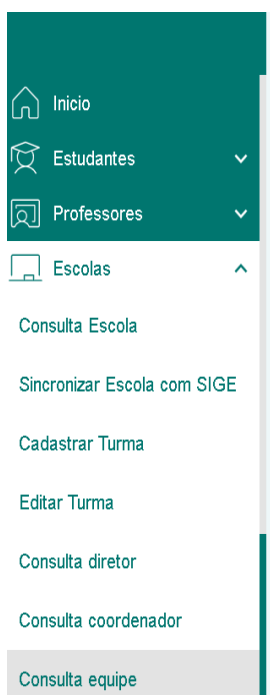 Inicio
Estudantes
Professores
Escolas
Consulta Escola
Sincronizar Escola com SIGE
Cadastrar Turma
Editar Turma
Consulta diretor
Consulta coordenador
Consulta equipe